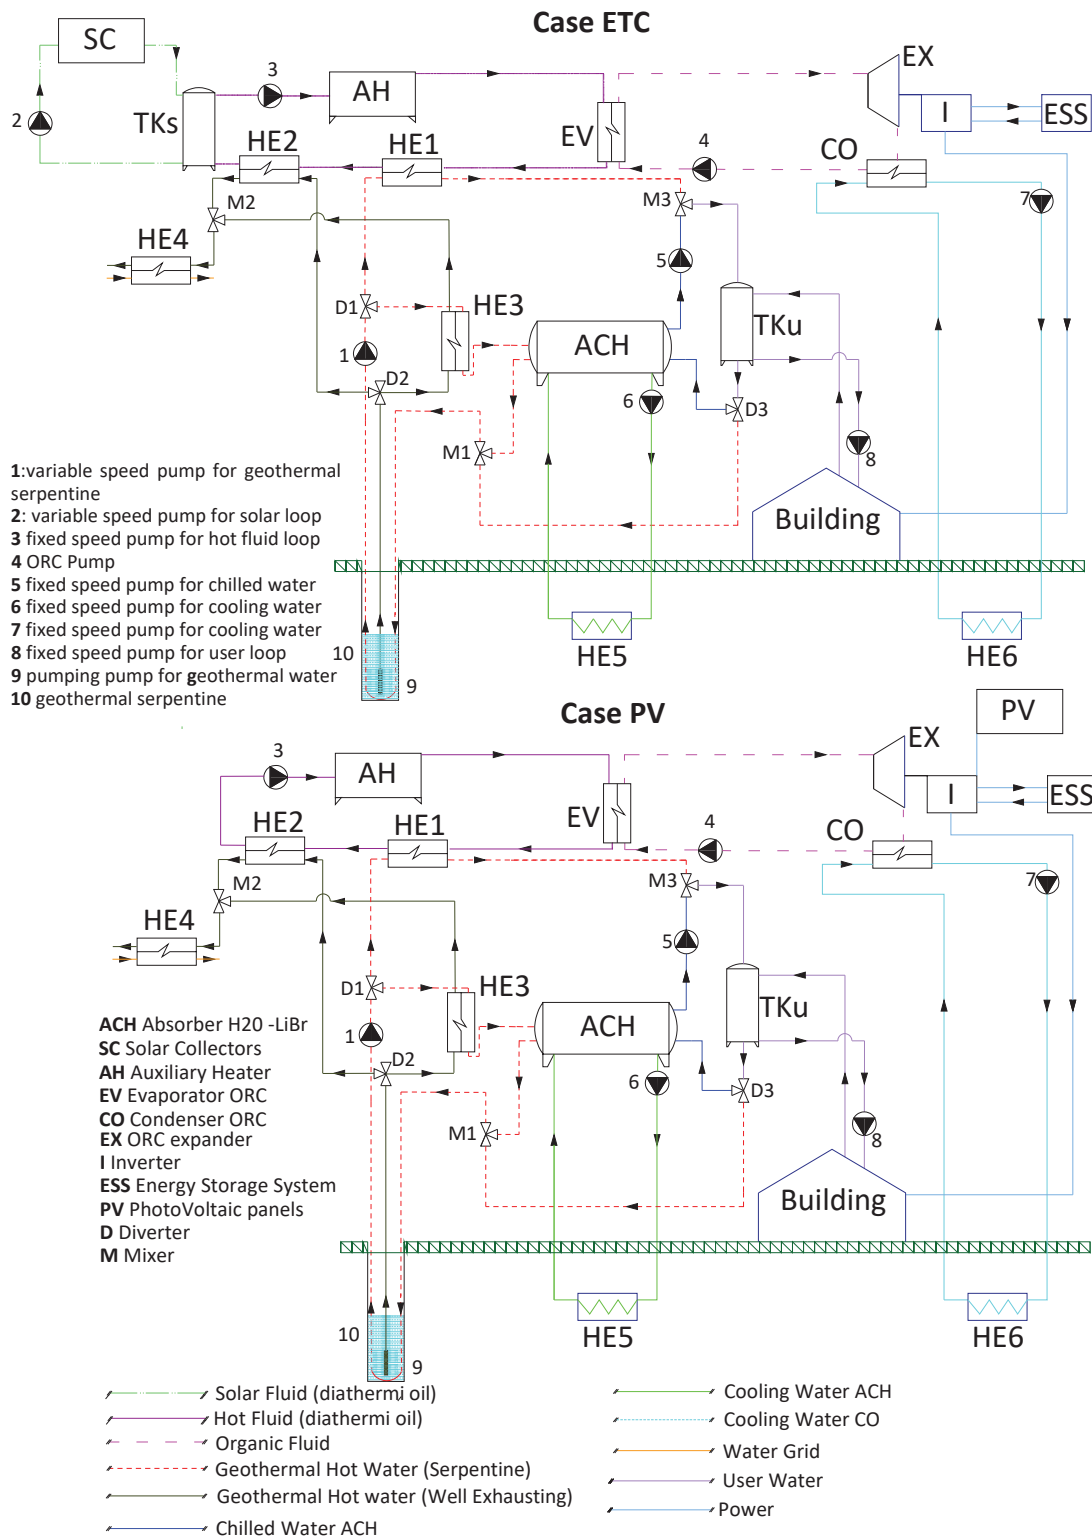 Case ETC
SC
3
AH
EX
2
TKs
I
ESS
EV
4
CO
HE2
HE1
M2
M3
7
HE4
5
D1
HE3
TKu
1
ACH
D2
6
D3
M1
8
Building
1:variable speed pump for geothermal
serpentine
2: variable speed pump for solar loop
3 fixed speed pump for hot fluid loop
4 ORC Pump
5 fixed speed pump for chilled water
6 fixed speed pump for cooling water
7 fixed speed pump for cooling water
8 fixed speed pump for user loop
9 pumping pump for geothermal water
10 geothermal serpentine
10
9
HE5
HE6
Case PV
PV
3
AH
EX
I
ESS
EV
4
CO
HE2
HE1
M2
M3
7
HE4
5
D1
HE3
TKu
1
ACH
D2
6
D3
M1
8
Building
ACH Absorber H20 -LiBr
SC Solar Collectors
AH Auxiliary Heater
EV Evaporator ORC
CO Condenser ORC
EX ORC expander
I Inverter
ESS Energy Storage System
PV PhotoVoltaic panels
D Diverter
M Mixer
10
9
HE5
HE6
Solar Fluid (diathermi oil)
Hot Fluid (diathermi oil)
Organic Fluid
Geothermal Hot Water (Serpentine)
Geothermal Hot water (Well Exhausting)
Chilled Water ACH
Cooling Water ACH
Cooling Water CO
Water Grid
User Water
Power